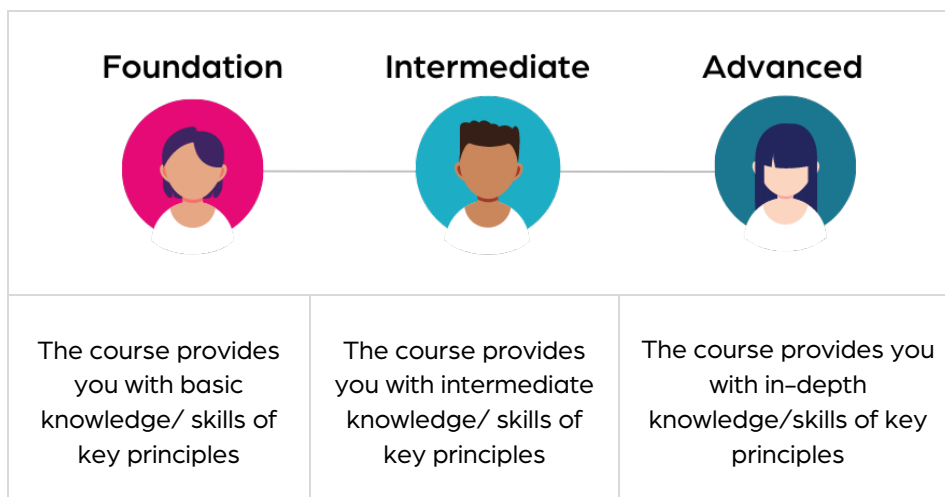 Foundation
Intermediate
Advanced
The course provides
you with basic
knowledge/ skills of
key principles
The course provides
you with intermediate
knowledge/ skills of
key principles
The course provides you
with in-depth
knowledge/skills of key
principles